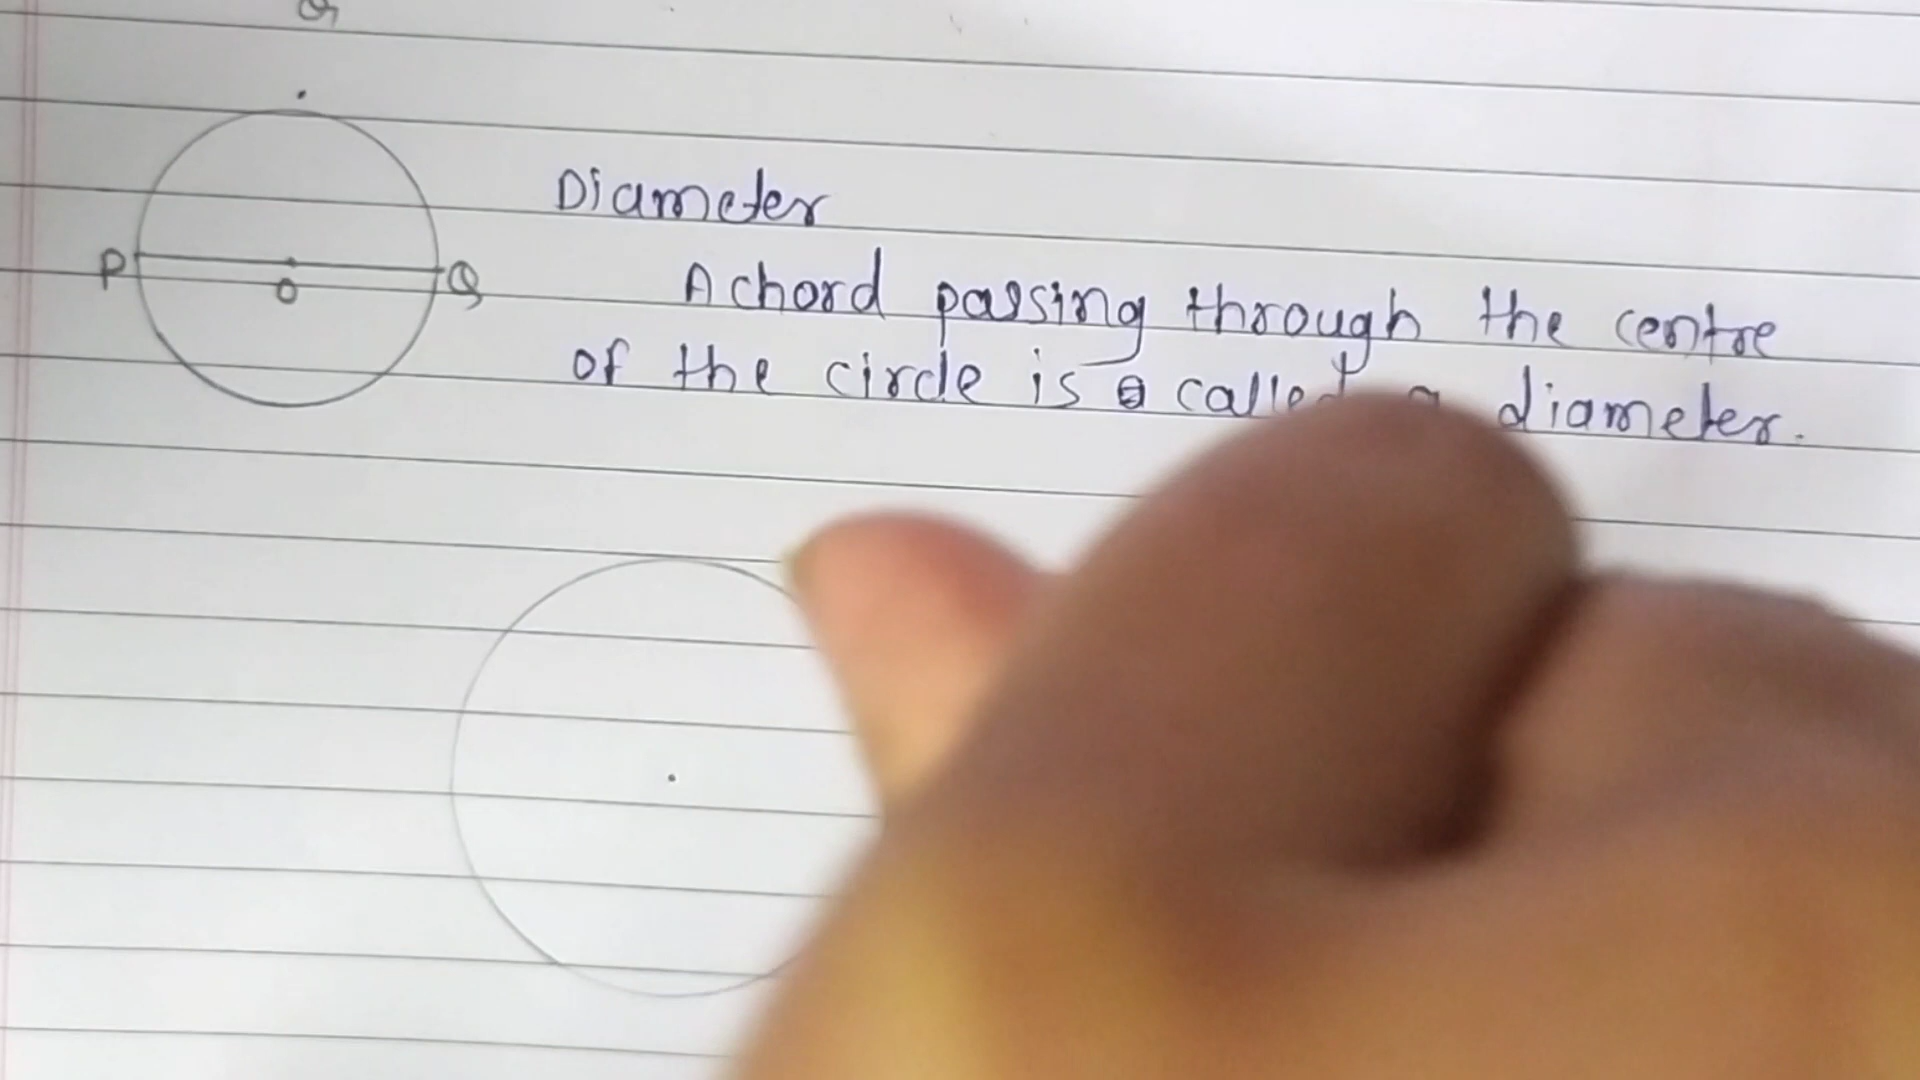 P
O
Q
Diameter
A chord passing through the centre
of the circle is called a diameter.